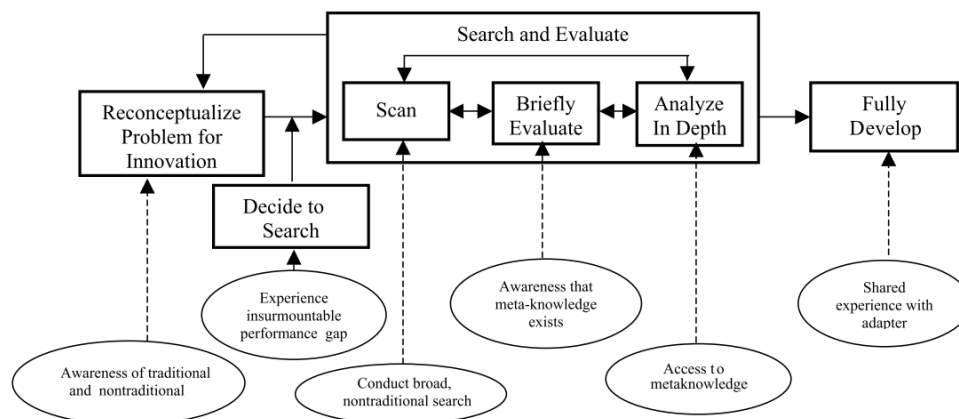 Search and Evaluate
Reconceptualize
Problem for
Innovation
Scan
Briefly
Evaluate
Analyze
In Depth
Fully
Develop
Decide to
Search
Experience
insurmountable
performance gap
Awareness that
meta-knowledge
exists
Shared
experience with
adapter
Awareness of traditional
and nontraditional
Conduct broad,
nontraditional search
Access to
metaknowledge